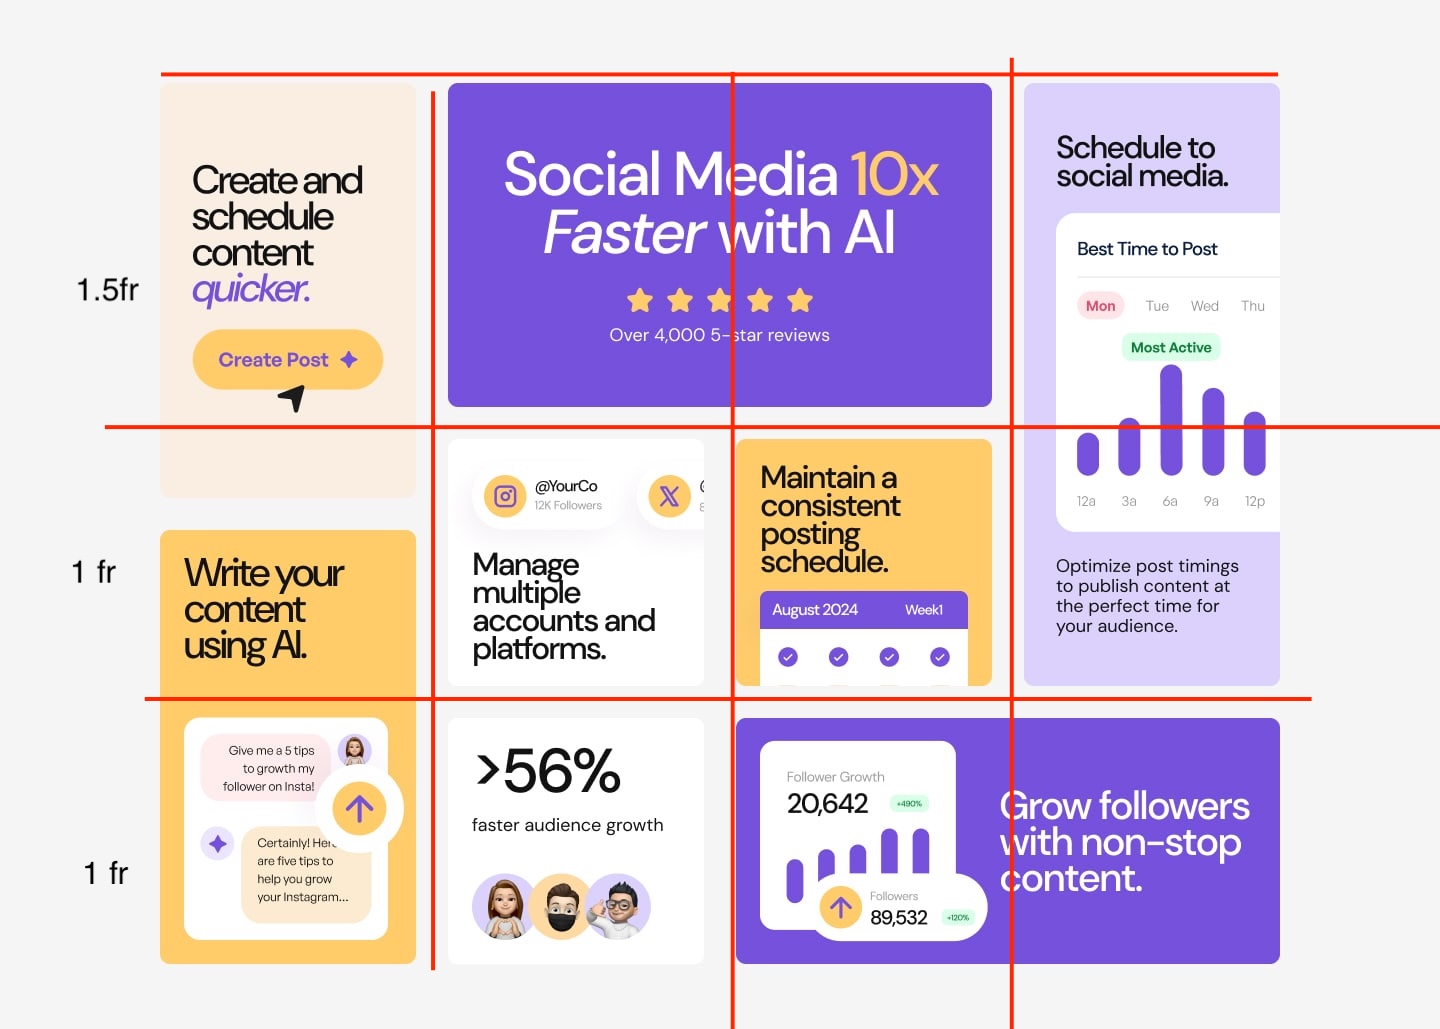 1.5fr
Create and
schedule
content
quicker.
Create Post
Social Media 10x
Faster with AI
Over 4,000 5-star reviews
Schedule to
social media.
Best Time to Post
Mon Tue Wed Thu
Most Active
12a 3a 6a 9a 12p
Optimize post timings
to publish content at
the perfect time for
your audience.
1 fr
Write your
content
using AI.
Give me a 5 tips
to growth my
follower on Insta!
Certainly! Here
are five tips to
help you grow
your Instagram...
@YourCo
12K Followers
Manage
multiple
accounts and
platforms.
Maintain a
consistent
posting
schedule.
August 2024 Week1
1 fr
>56%
faster audience growth
Follower Growth
20,642 +490%
Followers
89,532 +120%
Grow followers
with non-stop
content.